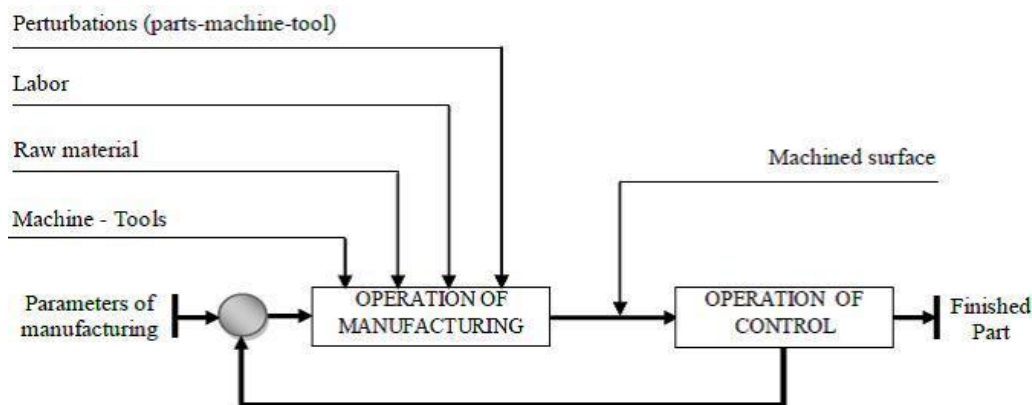 Perturbations (parts-machine-tool)
Labor
Raw material
Machined surface
Machine - Tools
Parameters of
manufacturing
OPERATION OF
MANUFACTURING
OPERATION OF
CONTROL
Finished
Part